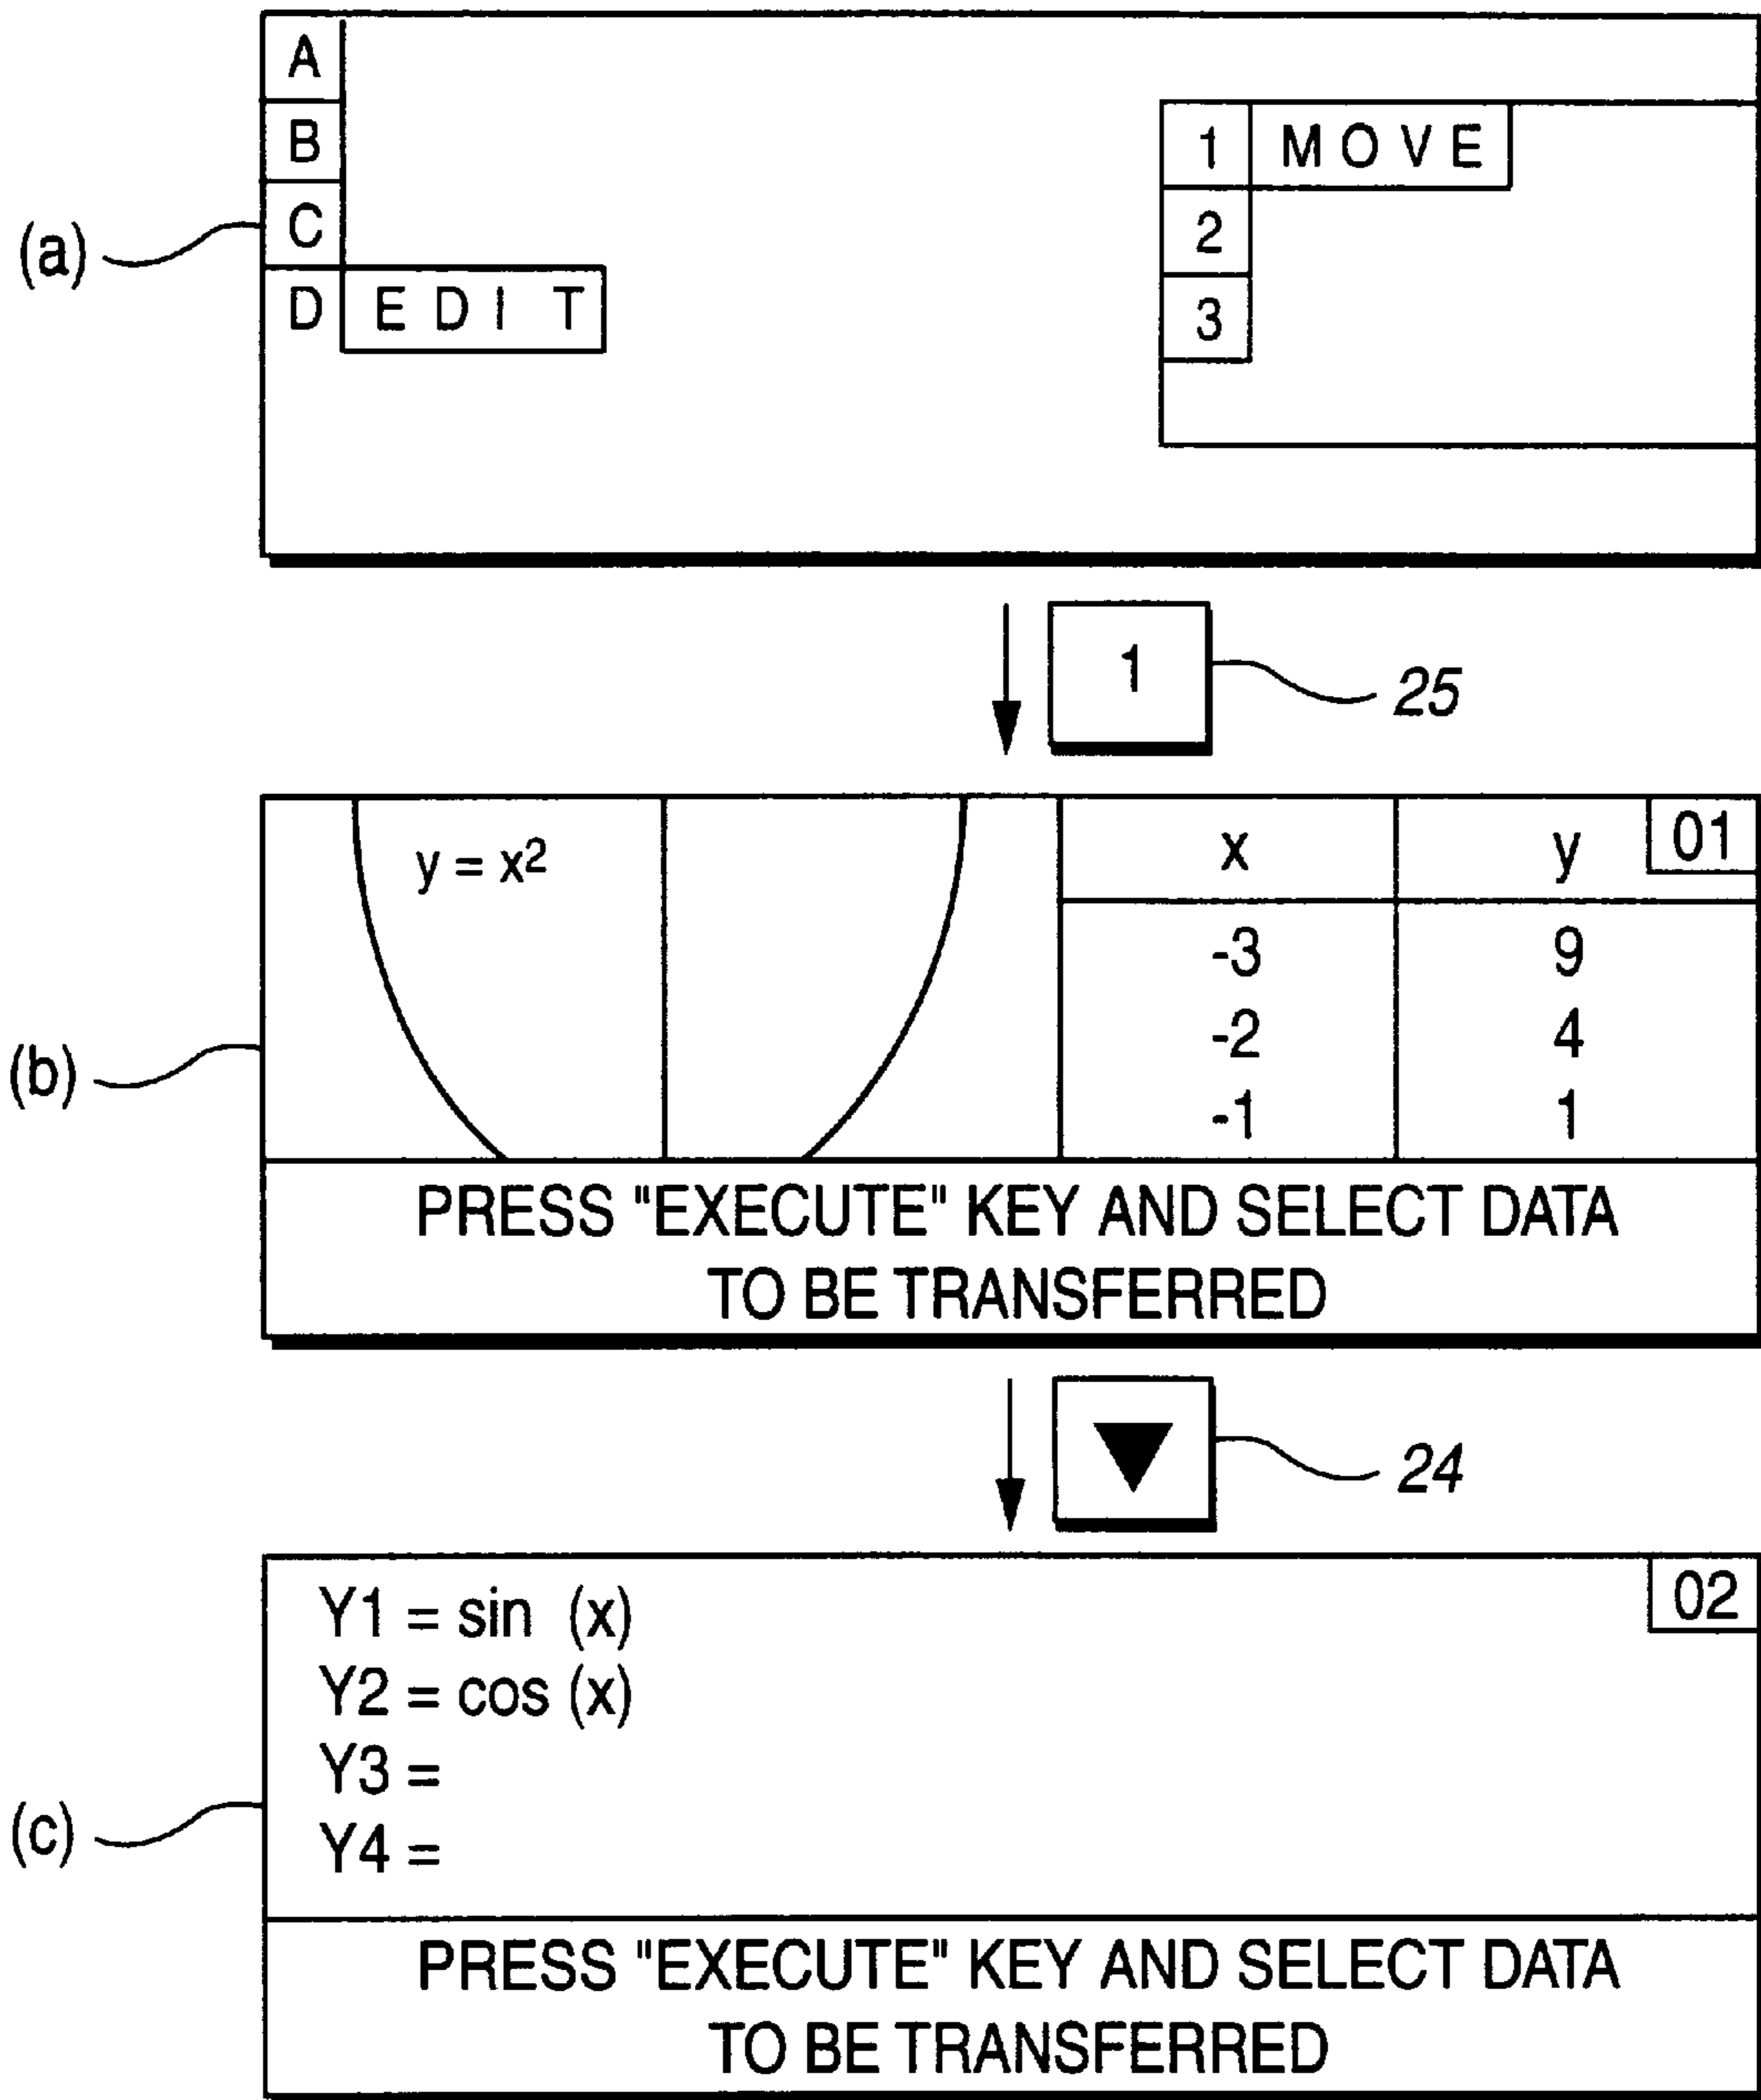 A
B
1 MOVE
(a) C
2
D EDIT
3
1
25
y = x²
x y 01
-3 9
-2 4
(b)
-1 1
PRESS "EXECUTE" KEY AND SELECT DATA
TO BE TRANSFERRED
▼
24
Y1 = sin (x) 02
Y2 = cos (x)
Y3 =
(c)
Y4 =
PRESS "EXECUTE" KEY AND SELECT DATA
TO BE TRANSFERRED